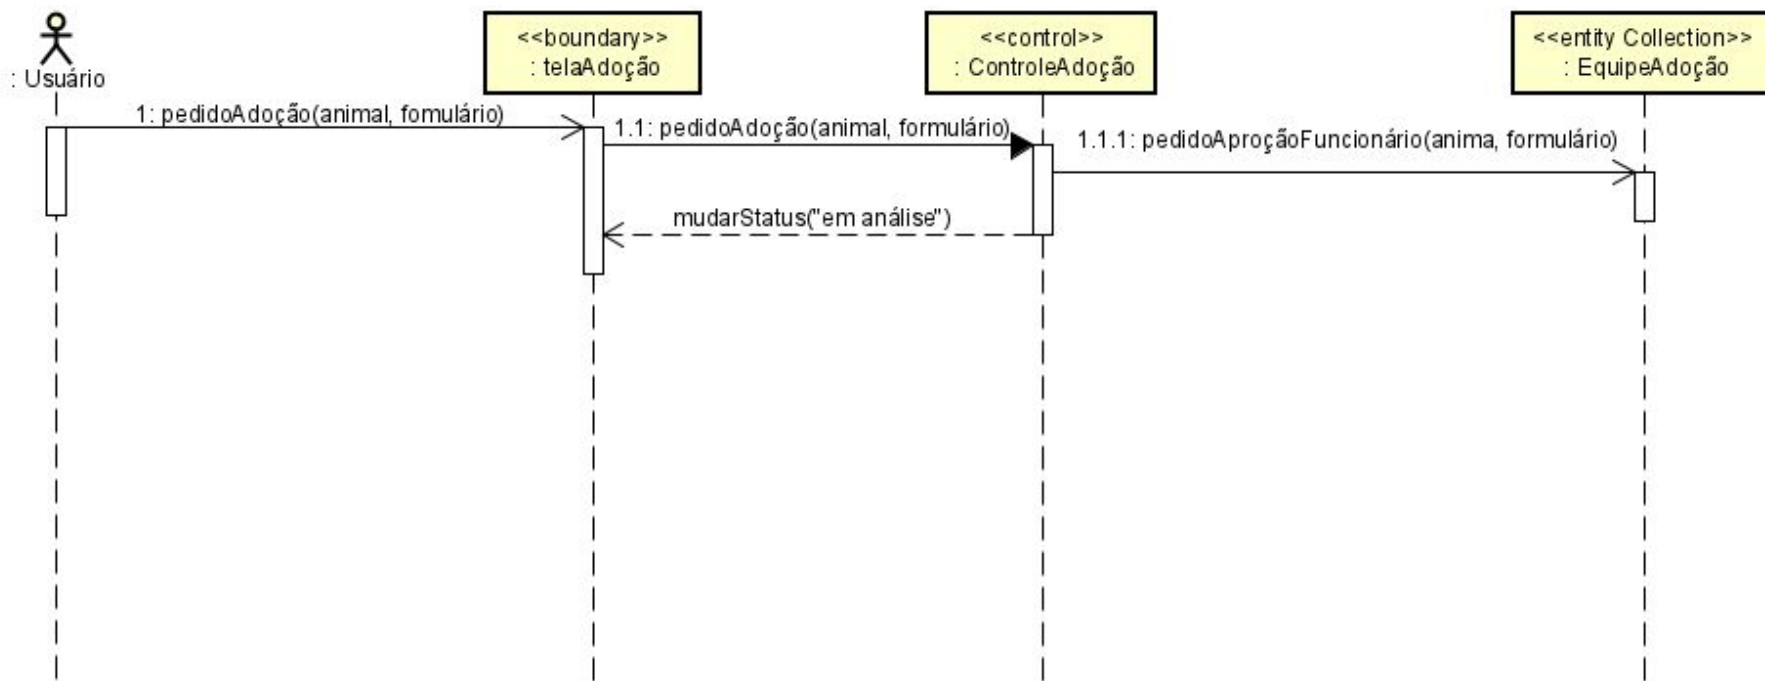 : Usuário
<<boundary>>
: telaAdoção
<<control>>
: ControleAdoção
<<entity Collection>>
: EquipeAdoção
1: pedidoAdoção(animal, fomulário)
1.1: pedidoAdoção(animal, formulário)
1.1.1: pedidoAproçãoFuncionário(anima, formulário)
mudarStatus("em análise")